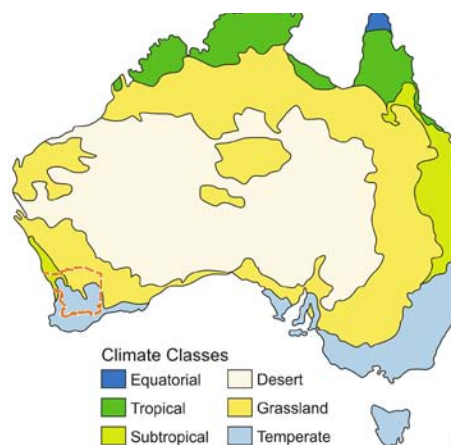 Climate Classes
Equatorial Desert
Tropical Grassland
Subtropical Temperate